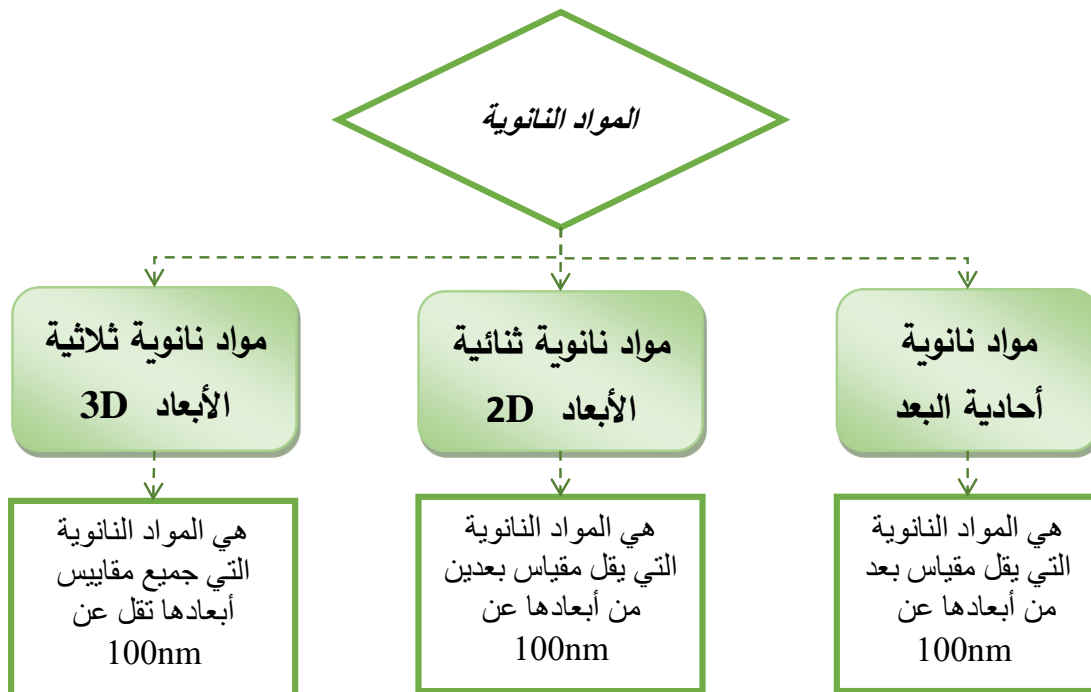 المواد النانوية
مواد نانوية
أحادية البعد
مواد نانوية ثنائية
الأبعاد 2D
مواد نانوية ثلاثية
الأبعاد 3D
هي المواد النانوية
التي يقل مقياس بعد
من أبعادها عن
100nm
هي المواد النانوية
التي يقل مقياس بعدين
من أبعادها عن
100nm
هي المواد النانوية
التي جميع مقاييس
أبعادها تقل عن
100nm